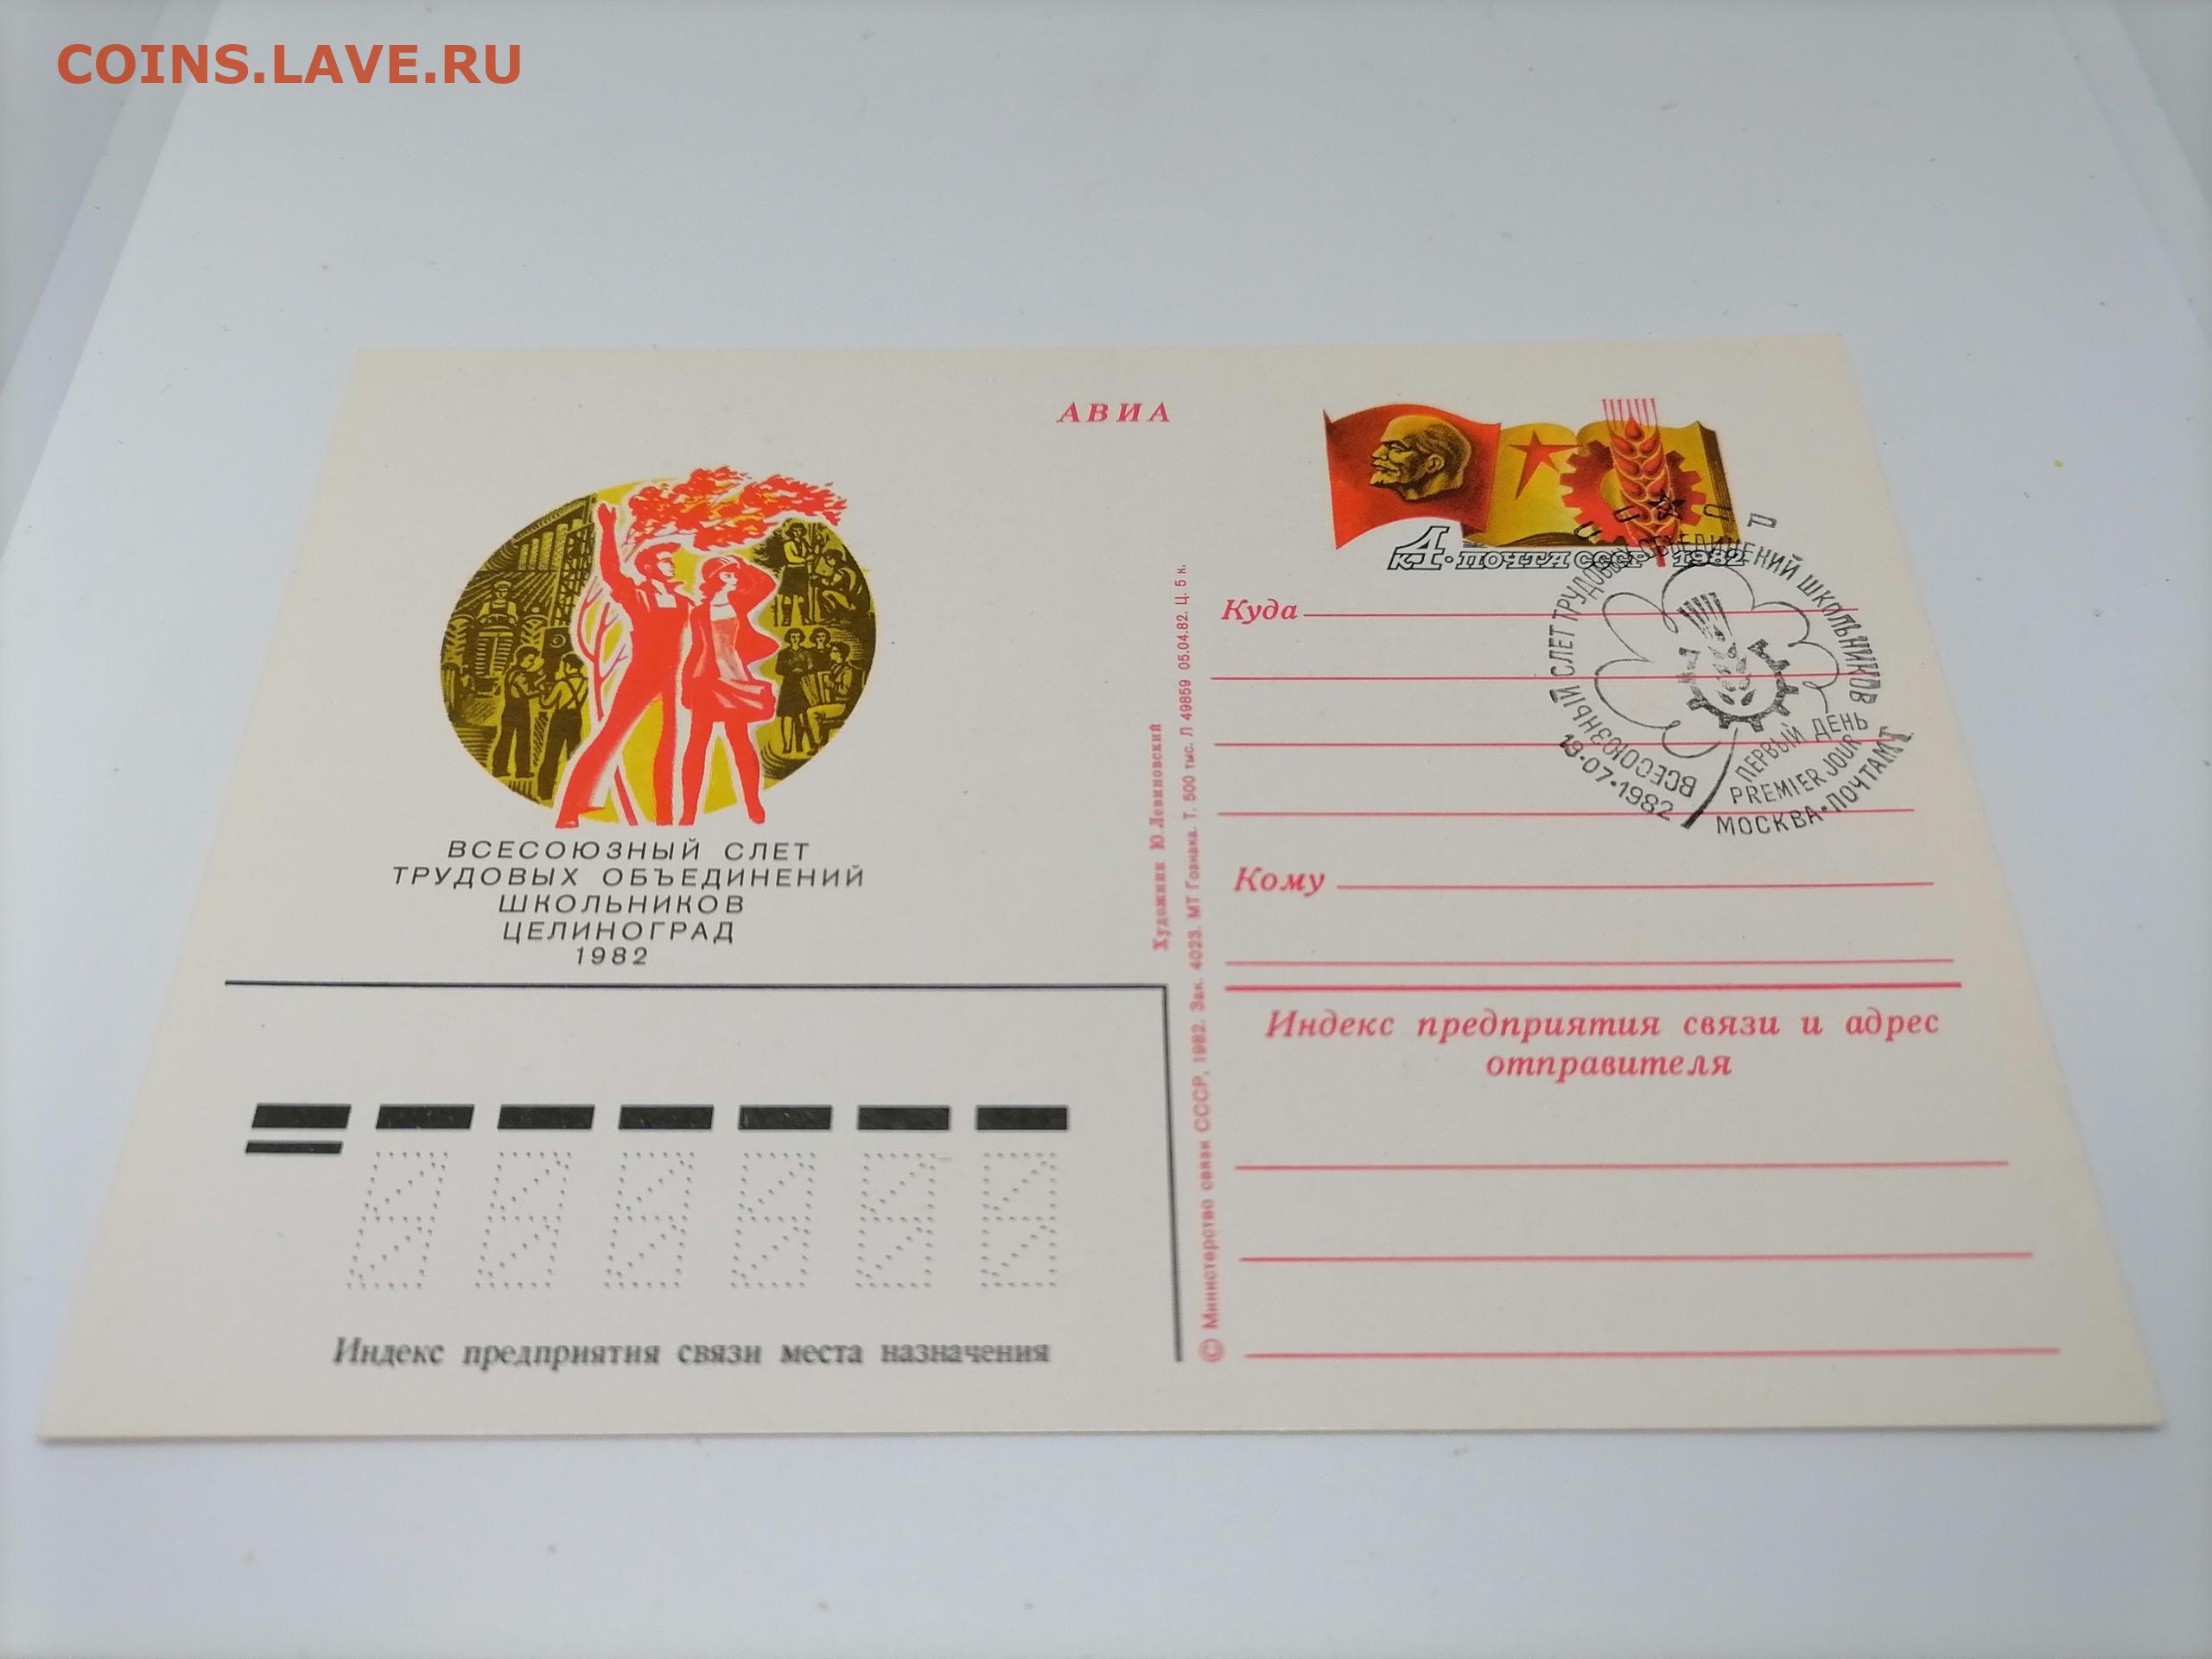 COINS.LAVE.RU
АВИА
4 к · ПОЧТА СССР 1982
ВСЕСОЮЗНЫЙ СЛЕТ
ТРУДОВЫХ ОБЪЕДИНЕНИЙ
ШКОЛЬНИКОВ
ЦЕЛИНОГРАД
1982
Индекс предприятия связи места назначения
Художник Ю. Левиновский
© Министерство связи СССР, 1982. Зак. 4023. МТ Гознака. Т. 500 тыс. Л 49859 05.04.82. Ц. 5 к.
Куда
Кому
Индекс предприятия связи и адрес
отправителя
ВСЕСОЮЗНЫЙ СЛЕТ ТРУДОВЫХ ОБЪЕДИНЕНИЙ ШКОЛЬНИКОВ
ПЕРВЫЙ ДЕНЬ
PREMIER JOUR
МОСКВА · ПОЧТАМТ
·07·1982